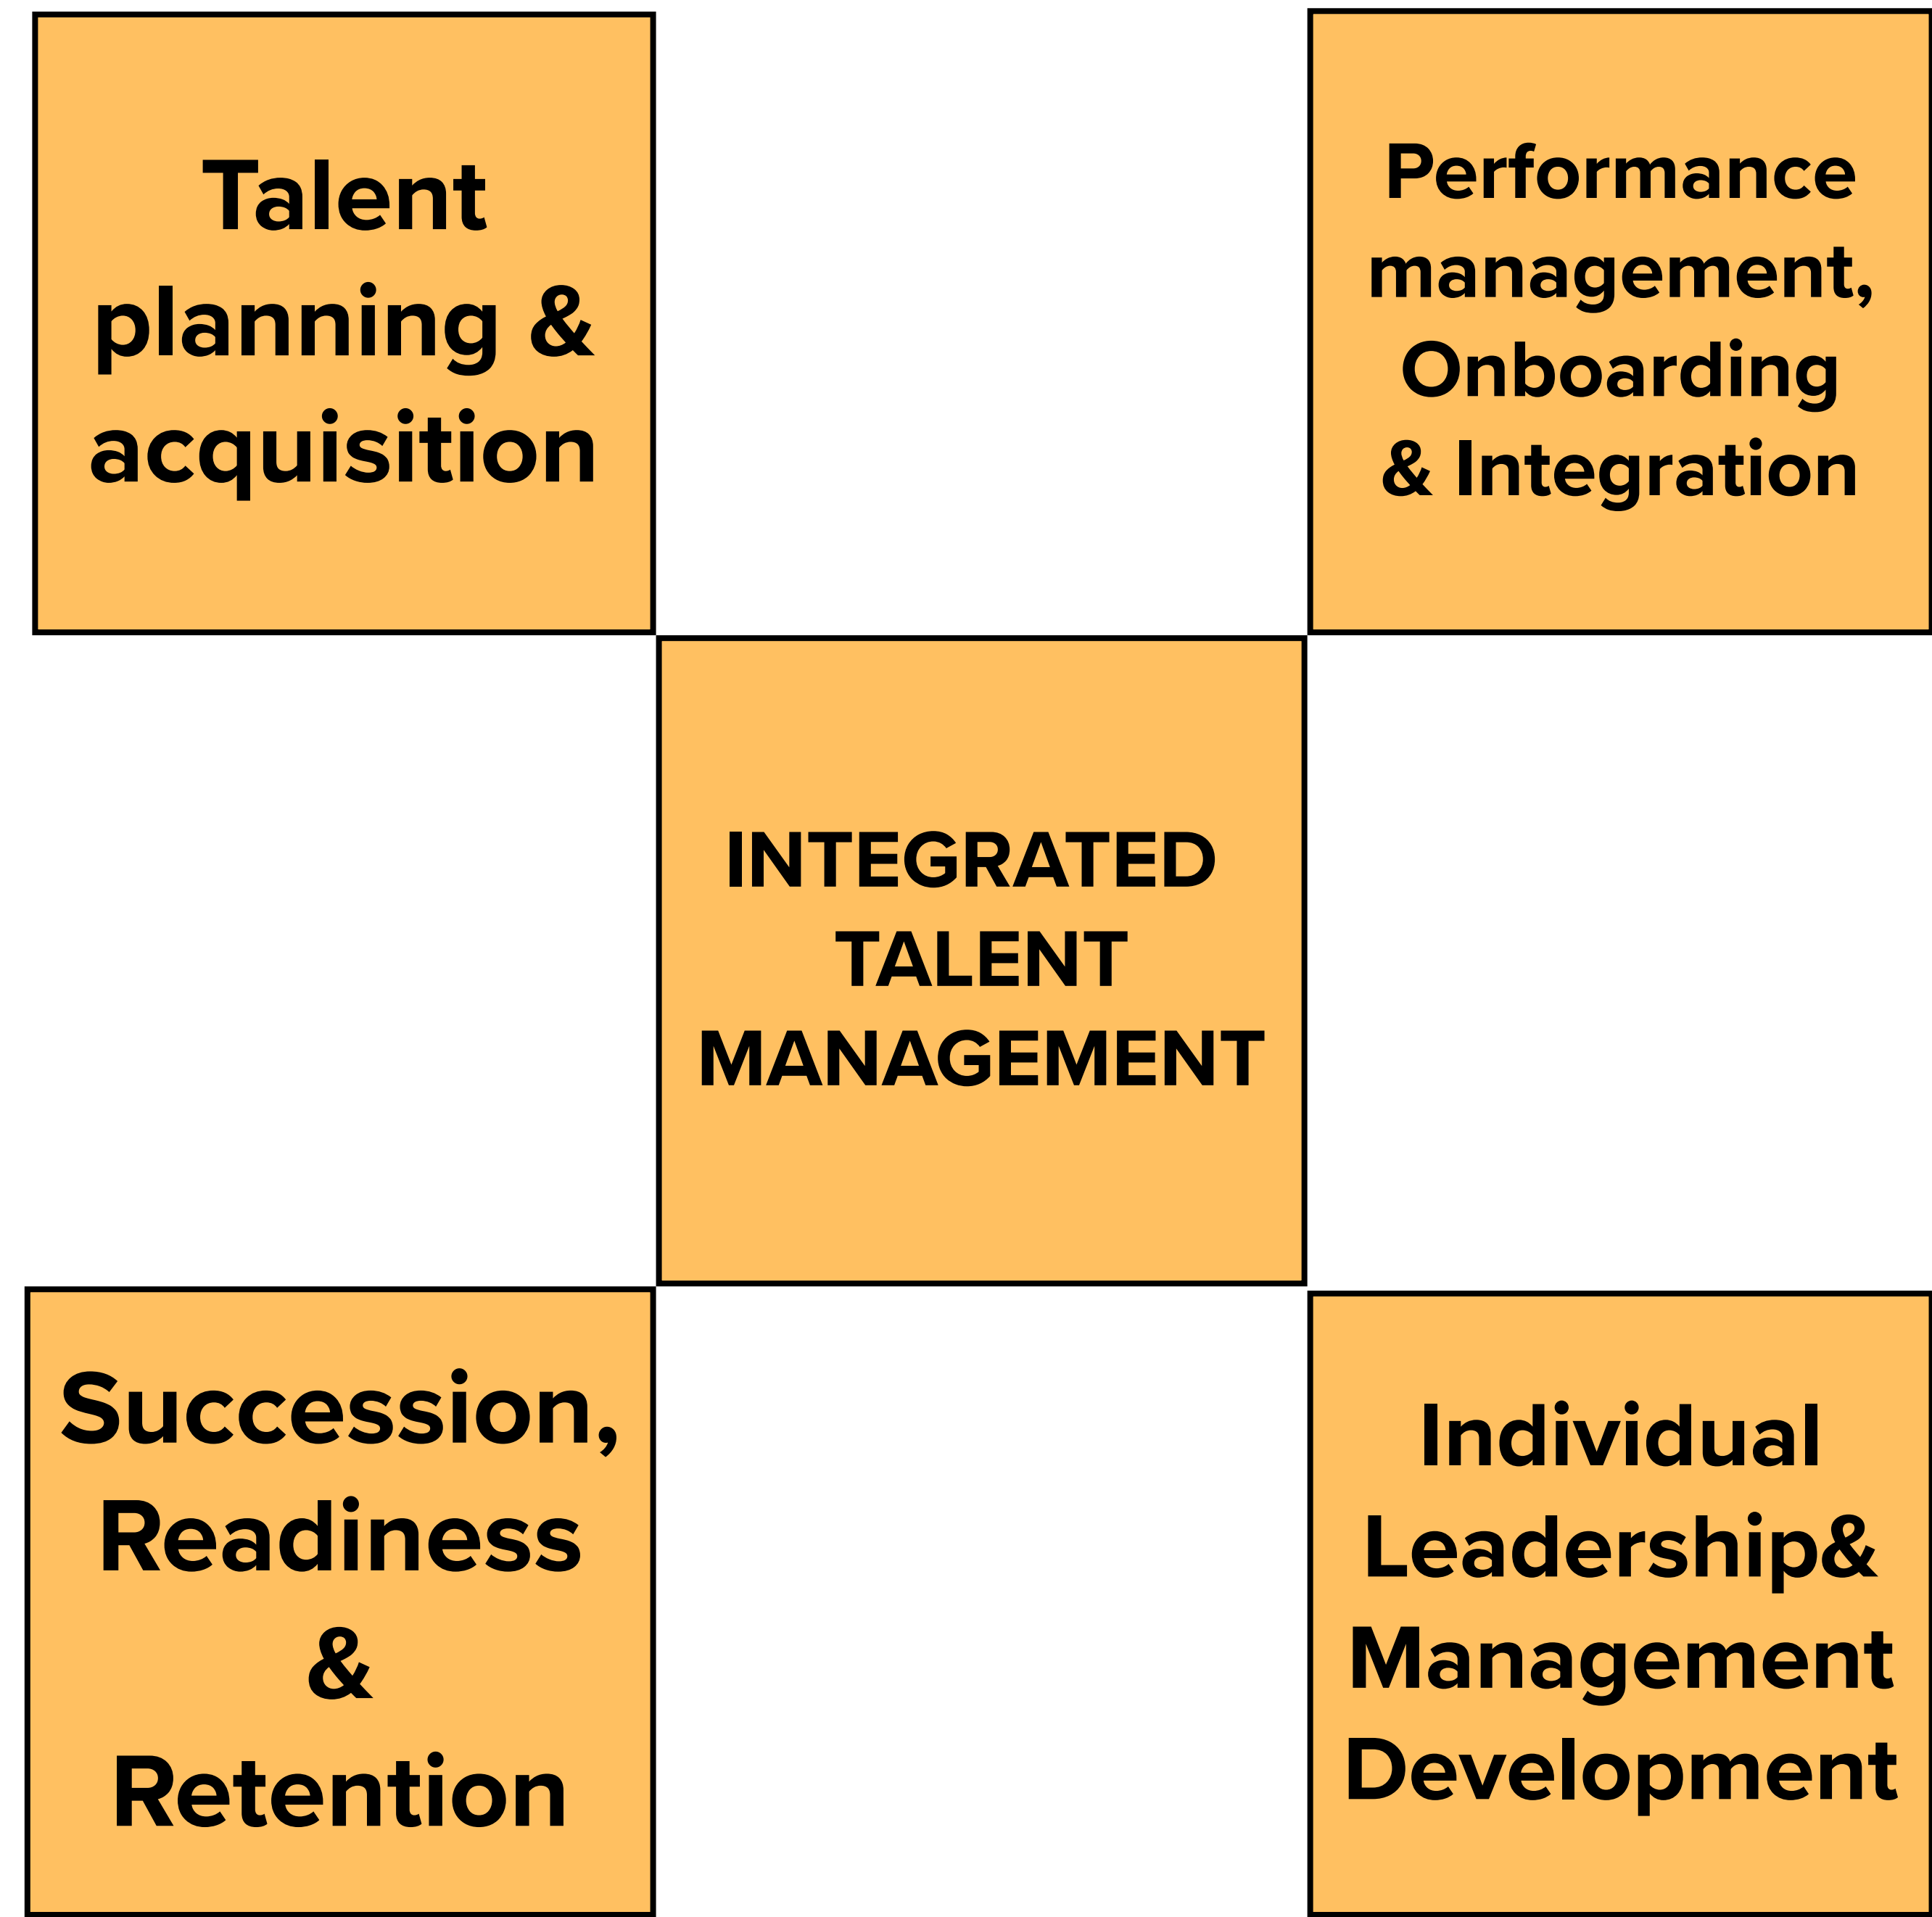 Talent
planning &
acquisition
Performance
management,
Onboarding
& Integration
INTEGRATED
TALENT
MANAGEMENT
Succession,
Readiness
&
Retention
Individual
Leadership&
Management
Development